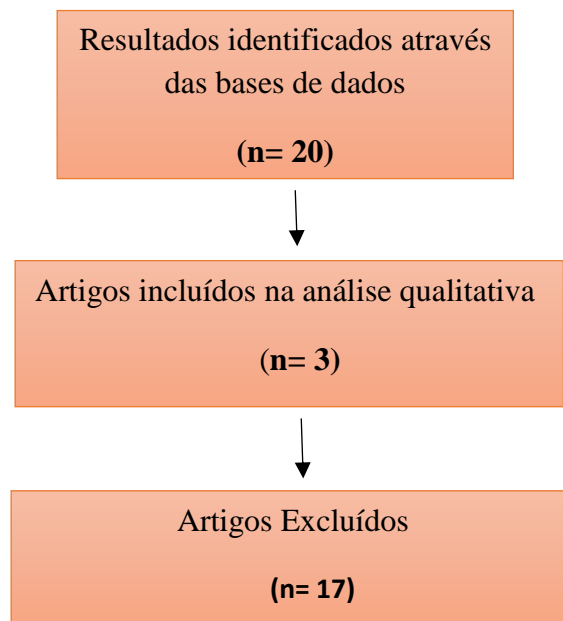 Resultados identificados através
das bases de dados
(n= 20)
Artigos incluídos na análise qualitativa
(n= 3)
Artigos Excluídos
(n= 17)